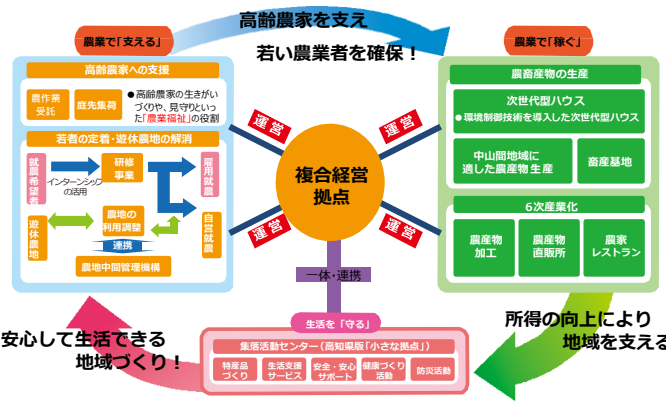 高齢農家を支え
若い農業者を確保！
農業で「支える」
高齢農家への支援
農作業
受託
庭先集荷
●高齢農家の生きがい
づくりや、見守りといっ
た「農業福祉」の役割
若者の定着・遊休農地の解消
就農希望者
インターンシップ
の活用
研修
事業
雇用就農
遊休農地
農地の
利用調整
自営就農
連携
農地中間管理機構
運営
運営
運営
運営
複合経営
拠点
一体・連携
農業で「稼ぐ」
農畜産物の生産
次世代型ハウス
●環境制御技術を導入した次世代型ハウス
中山間地域に
適した農産物生産
畜産基地
6次産業化
農産物
加工
農産物
直販所
農家
レストラン
所得の向上により
地域を支える
生活を「守る」
集落活動センター（高知県版「小さな拠点」）
特産品
づくり
生活支援
サービス
安全・安心
サポート
健康づくり
活動
防災活動
安心して生活できる
地域づくり！